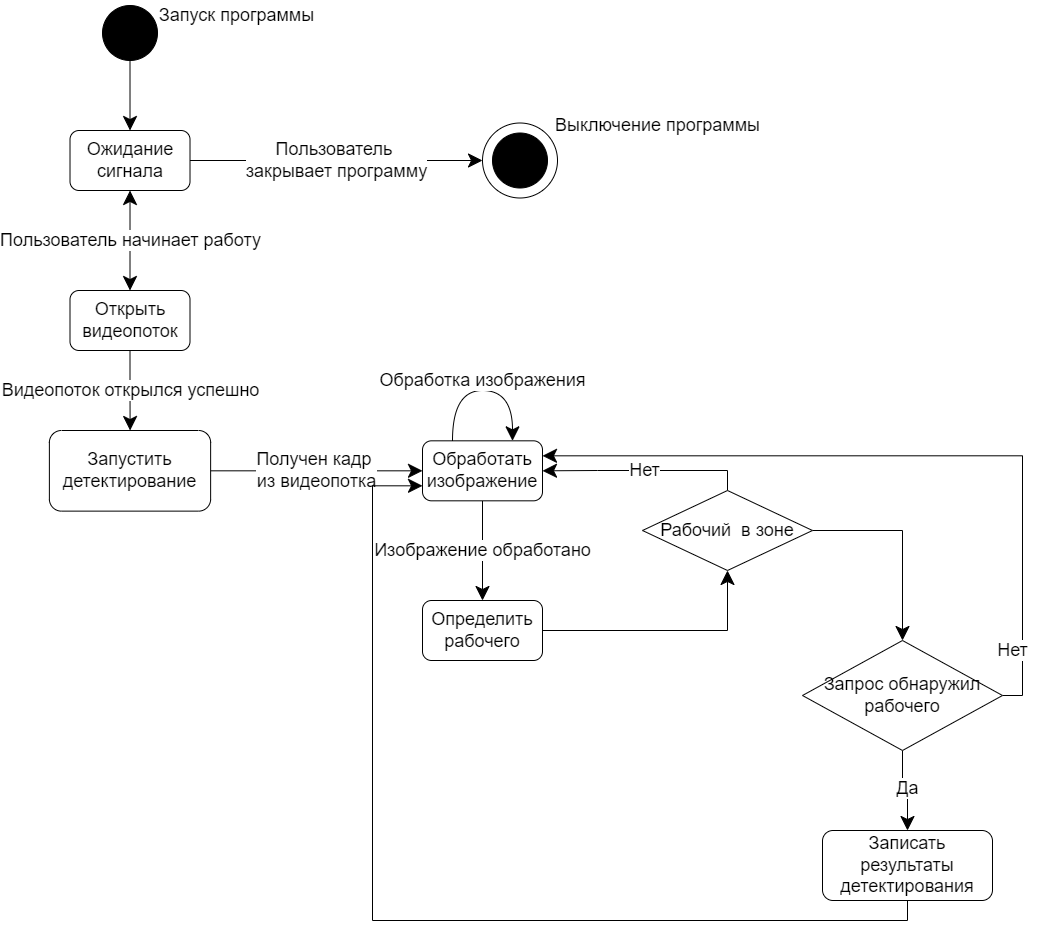 Запуск программы
Выключение программы
Ожидание
сигнала
Пользователь
закрывает программу
Пользователь начинает работу
Открыть
видеопоток
Видеопоток открылся успешно
Обработка изображения
Запустить
детектирование
Получен кадр
из видеопотка
Обработать
изображение
Нет
Рабочий в зоне
Изображение обработано
Определить
рабочего
Нет
Запрос обнаружил
рабочего
Да
Записать
результаты
детектирования